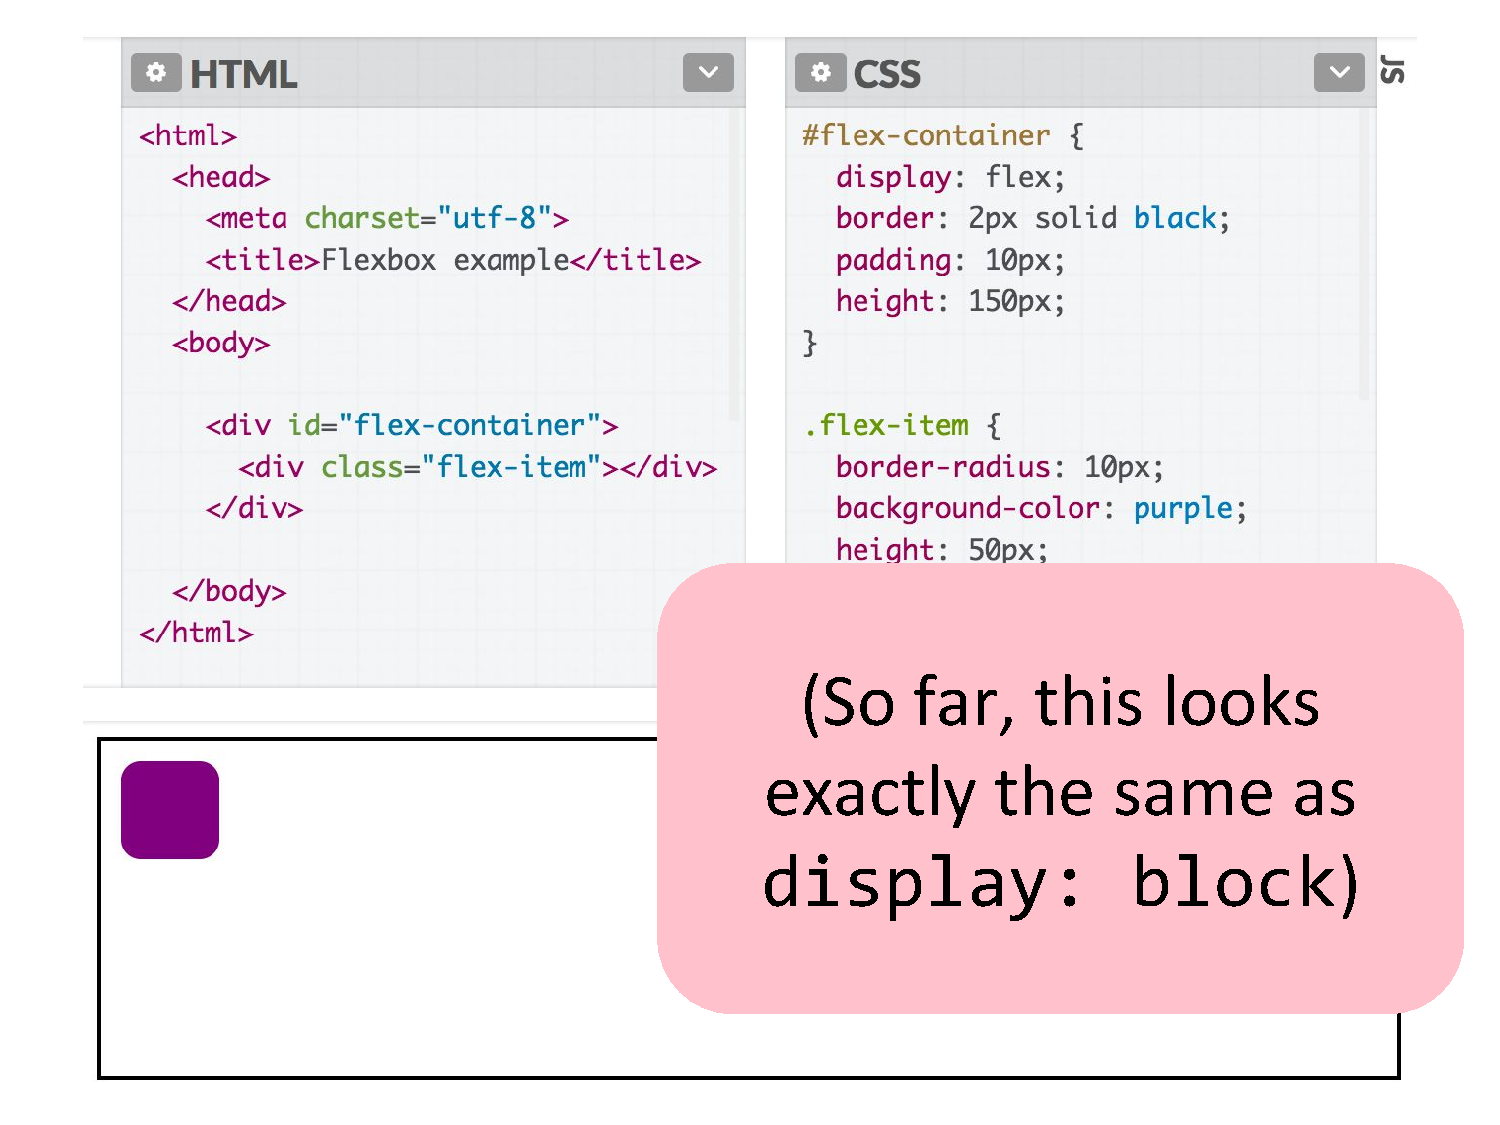 HTML
<html>
  <head>
    <meta charset="utf-8">
    <title>Flexbox example</title>
  </head>
  <body>
    <div id="flex-container">
      <div class="flex-item"></div>
    </div>
  </body>
</html>
CSS
#flex-container {
  display: flex;
  border: 2px solid black;
  padding: 10px;
  height: 150px;
}
.flex-item {
  border-radius: 10px;
  background-color: purple;
  height: 50px;
JS
(So far, this looks
exactly the same as
display: block)